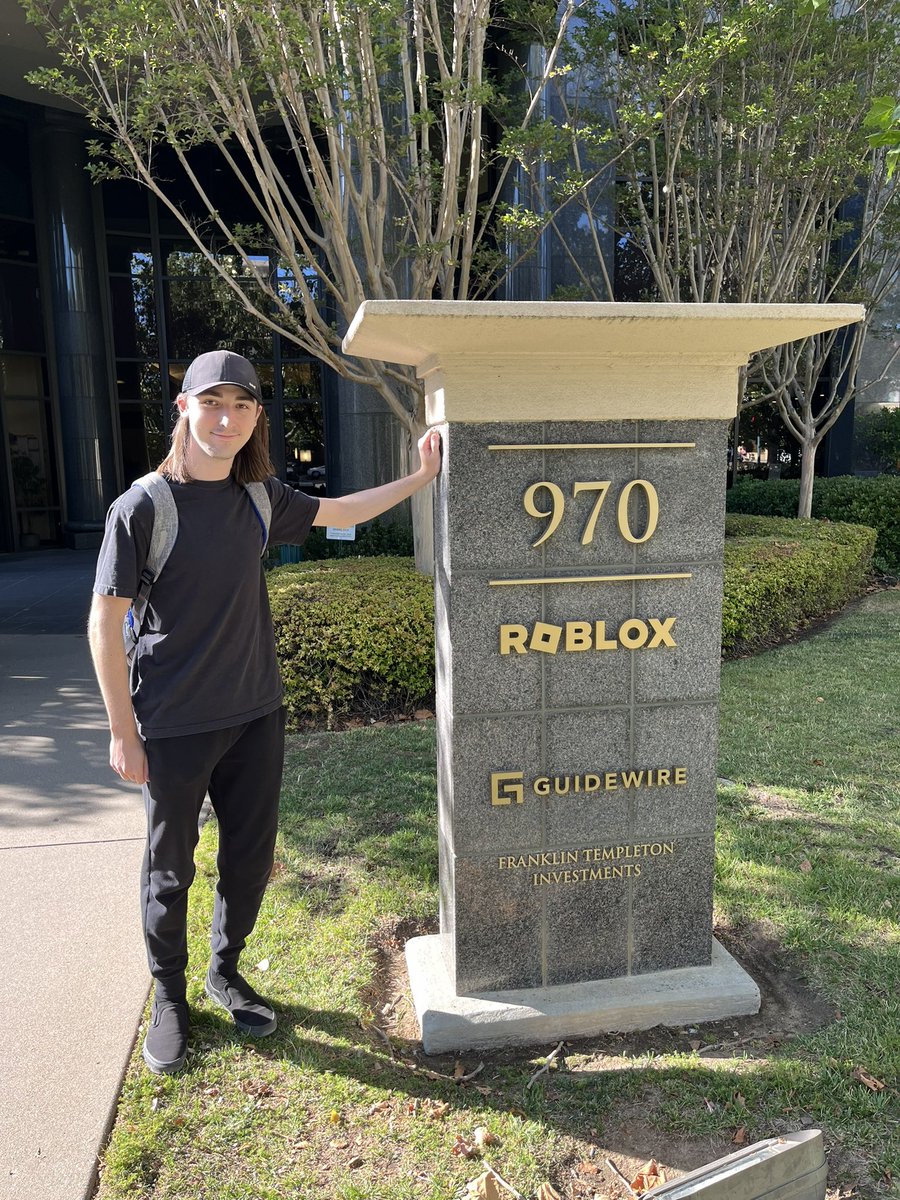 970
ROBLOX
GUIDEWIRE
FRANKLIN TEMPLETON
INVESTMENTS